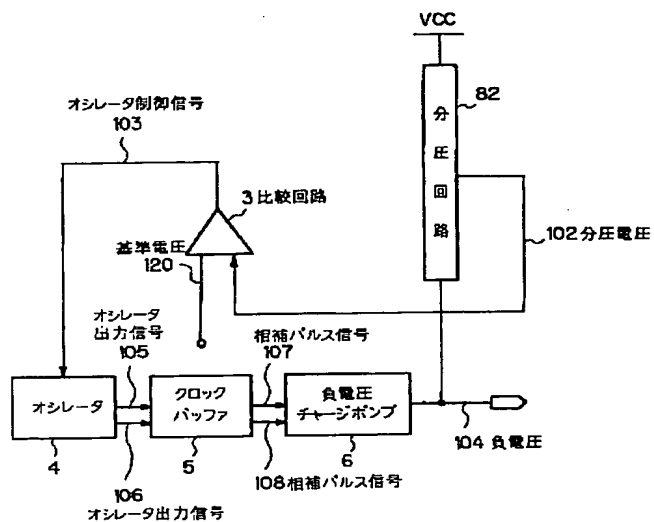 VCC
82
分圧回路
オシレータ制御信号
103
3 比較回路
基準電圧
120
102 分圧電圧
オシレータ
出力信号
105
相補パルス信号
107
オシレータ
クロック
バッファ
負電圧
チャージポンプ
4
5
6
104 負電圧
106
オシレータ出力信号
108 相補パルス信号